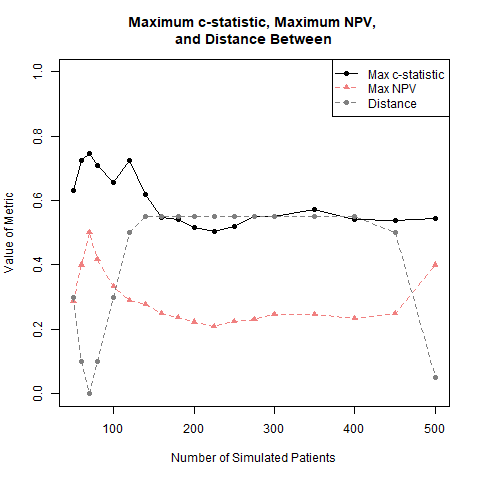 Maximum c-statistic, Maximum NPV,
and Distance Between
Max c-statistic
Max NPV
Distance
Value of Metric
1.0
0.8
0.6
0.4
0.2
0.0
100 200 300 400 500
Number of Simulated Patients